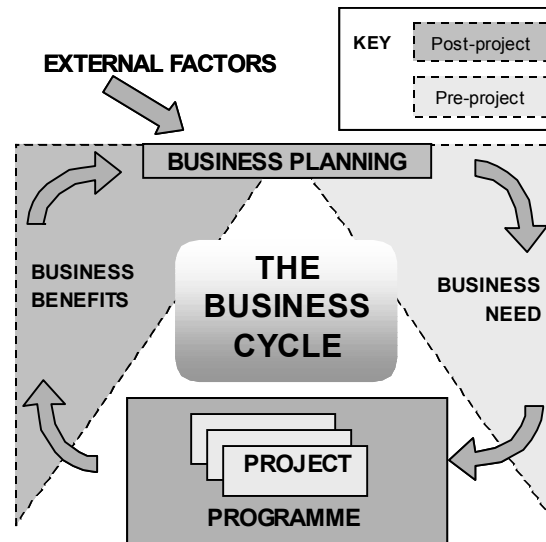 KEY
Post-project
Pre-project
EXTERNAL FACTORS
BUSINESS PLANNING
BUSINESS
BENEFITS
THE
BUSINESS
CYCLE
BUSINESS
NEED
PROJECT
PROGRAMME